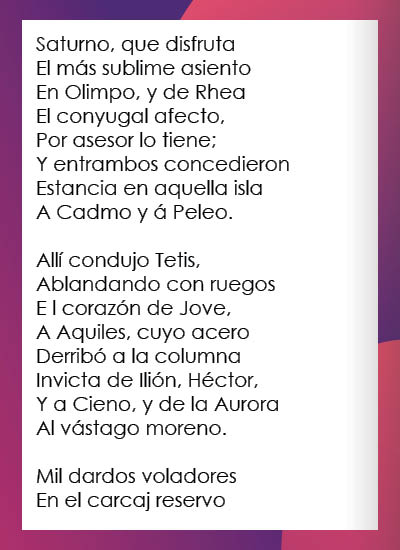 Saturno, que disfruta
El más sublime asiento
En Olimpo, y de Rhea
El conyugal afecto,
Por asesor lo tiene;
Y entrambos concedieron
Estancia en aquella isla
A Cadmo y á Peleo.

Allí condujo Tetis,
Ablandando con ruegos
E l corazón de Jove,
A Aquiles, cuyo acero
Derribó a la columna
Invicta de Ilión, Héctor,
Y a Cieno, y de la Aurora
Al vástago moreno.

Mil dardos voladores
En el carcaj reservo